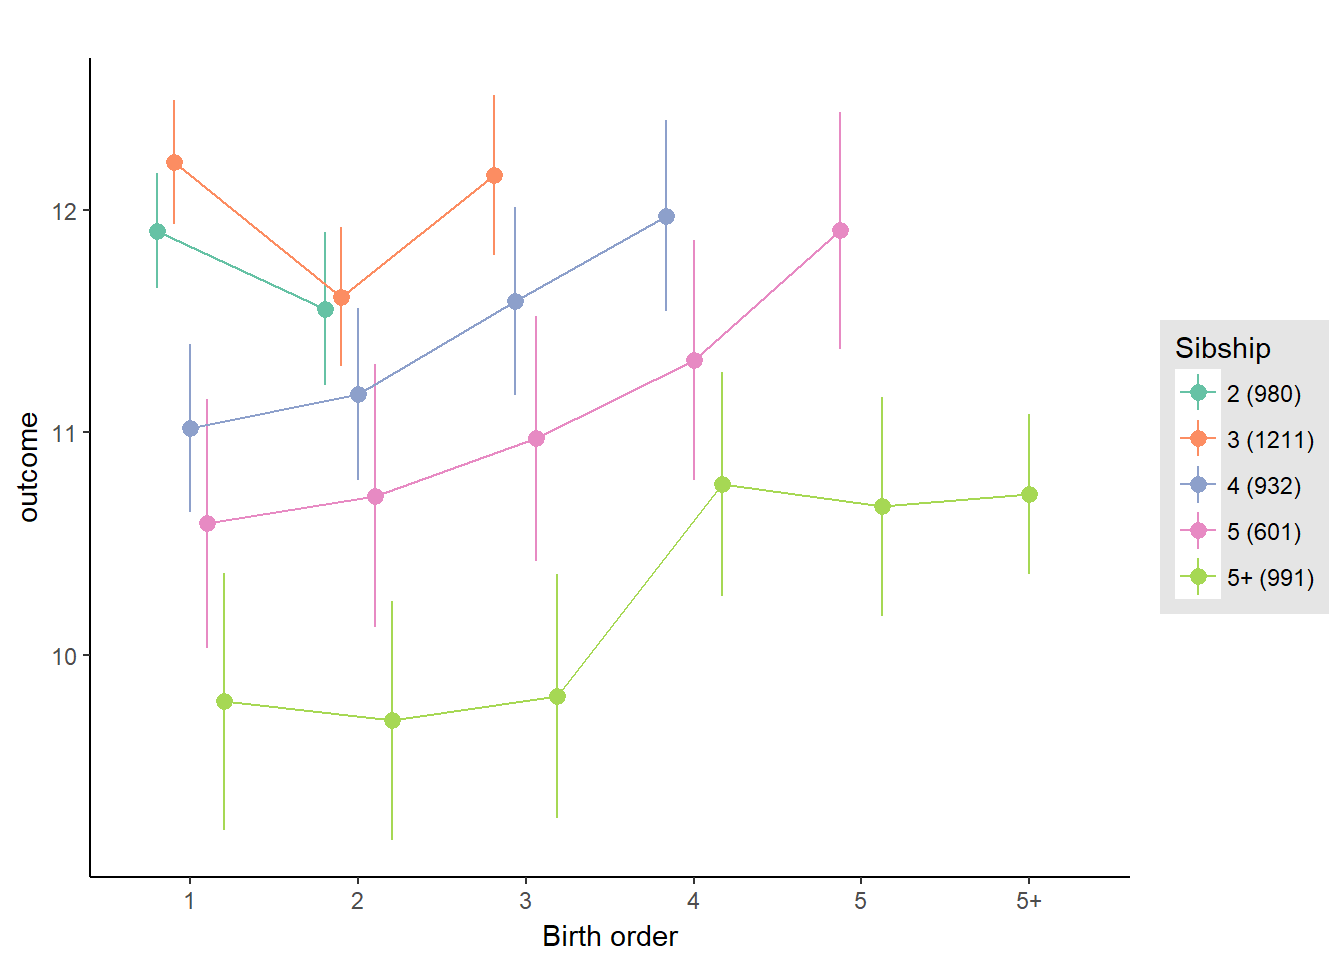 12
11
10
outcome
1 2 3 4 5 5+
Birth order
Sibship
2 (980)
3 (1211)
4 (932)
5 (601)
5+ (991)